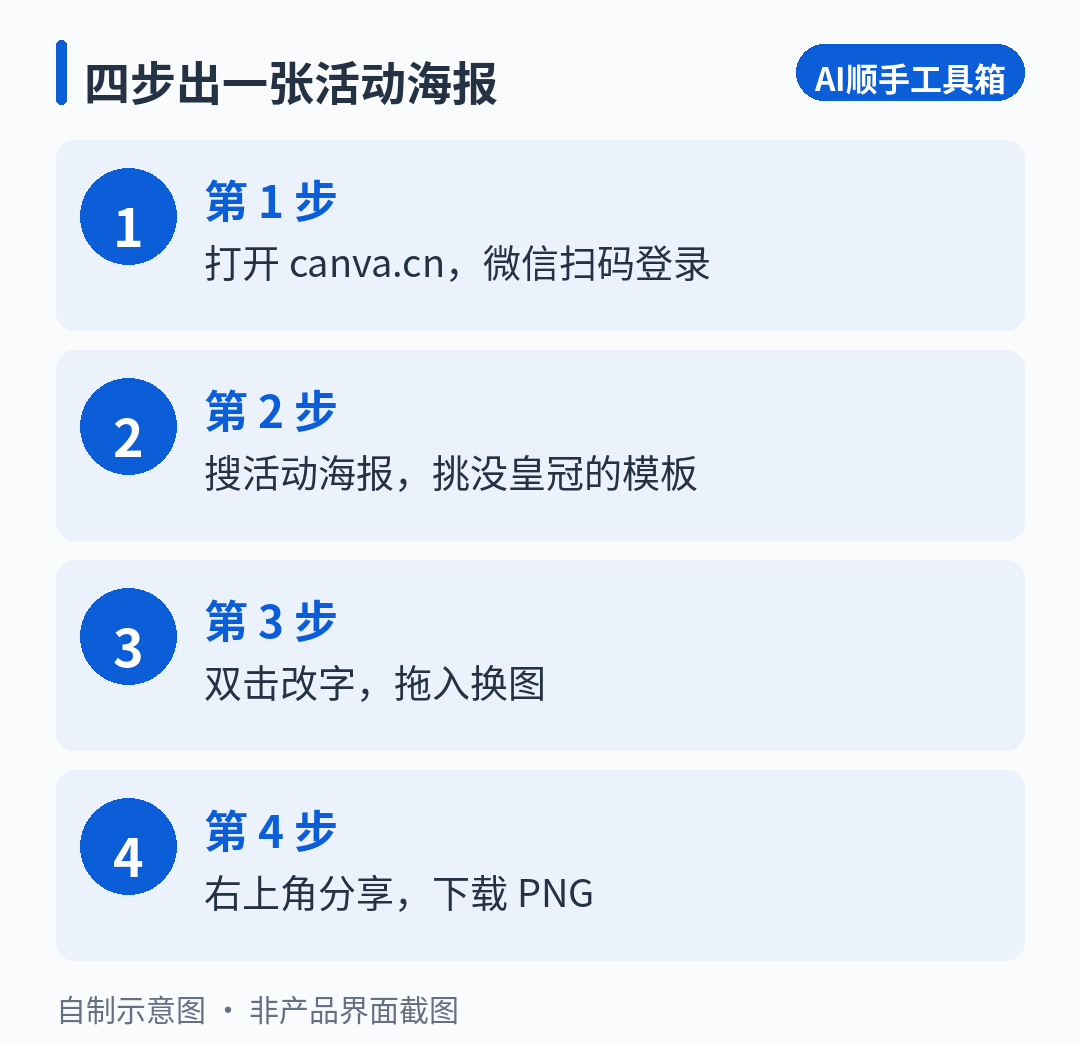 四步出一张活动海报
AI顺手工具箱
1
第 1 步
打开 canva.cn，微信扫码登录
2
第 2 步
搜活动海报，挑没皇冠的模板
3
第 3 步
双击改字，拖入换图
4
第 4 步
右上角分享，下载 PNG
自制示意图 · 非产品界面截图